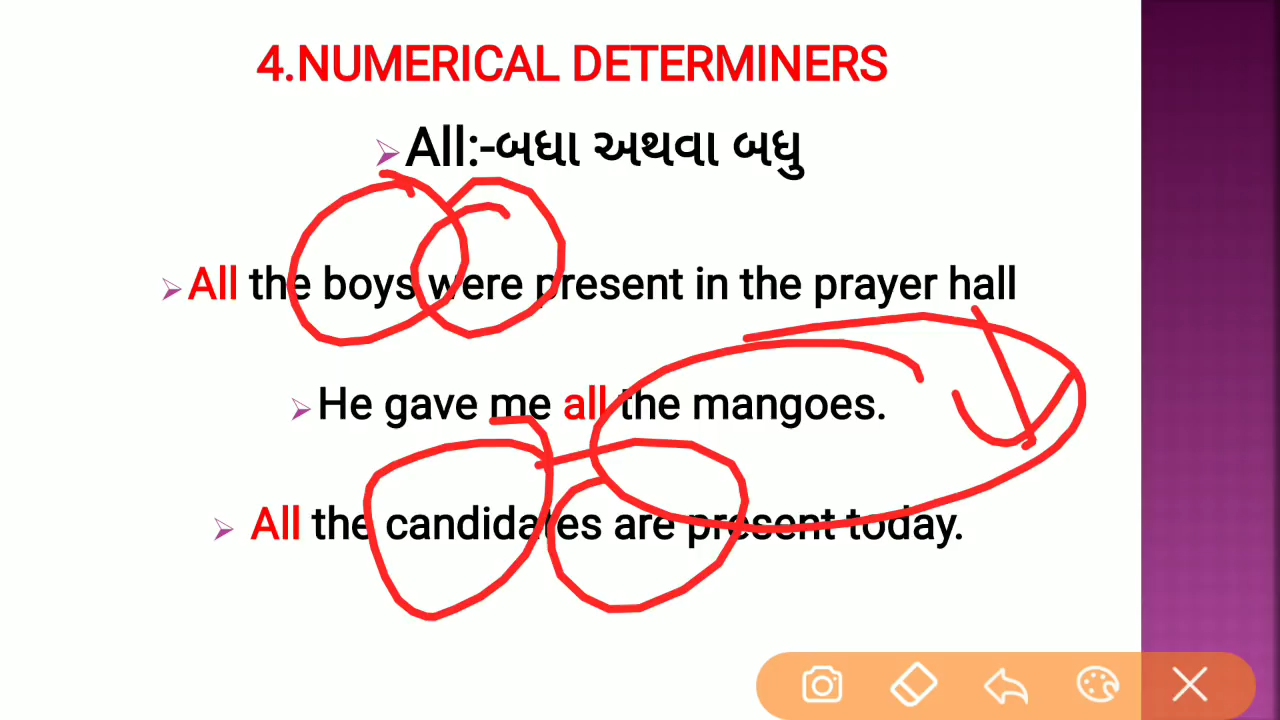 4.NUMERICAL DETERMINERS
All:-બધા અથવા બધુ
All the boys were present in the prayer hall
He gave me all the mangoes.
All the candidates are present today.